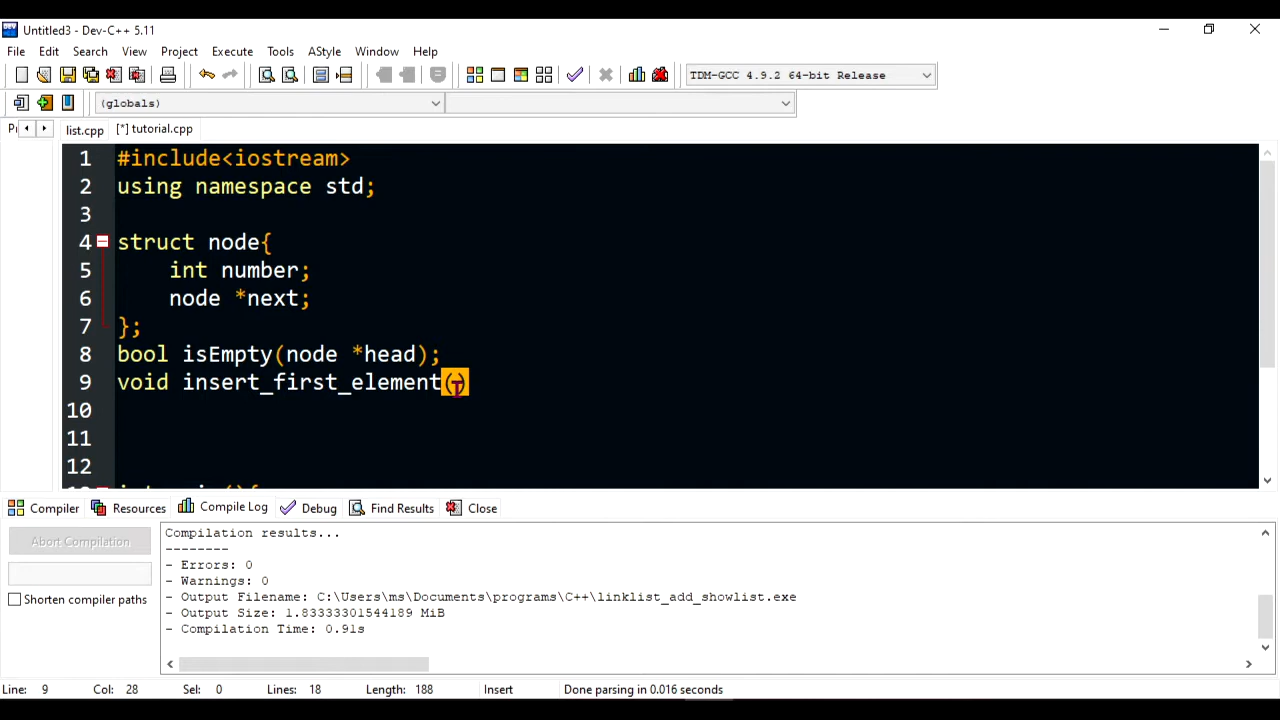 Untitled3 - Dev-C++ 5.11
File Edit Search View Project Execute Tools AStyle Window Help
TDM-GCC 4.9.2 64-bit Release
(globals)
list.cpp [*] tutorial.cpp
1 #include<iostream>
2 using namespace std;
3
4 struct node{
5 int number;
6 node *next;
7 };
8 bool isEmpty(node *head);
9 void insert_first_element()
10
11
12
Compiler Resources Compile Log Debug Find Results Close
Abort Compilation
Shorten compiler paths
Compilation results...
--------
- Errors: 0
- Warnings: 0
- Output Filename: C:\Users\ms\Documents\programs\C++\linklist_add_showlist.exe
- Output Size: 1.83333301544189 MiB
- Compilation Time: 0.91s
Line: 9 Col: 28 Sel: 0 Lines: 18 Length: 188 Insert Done parsing in 0.016 seconds